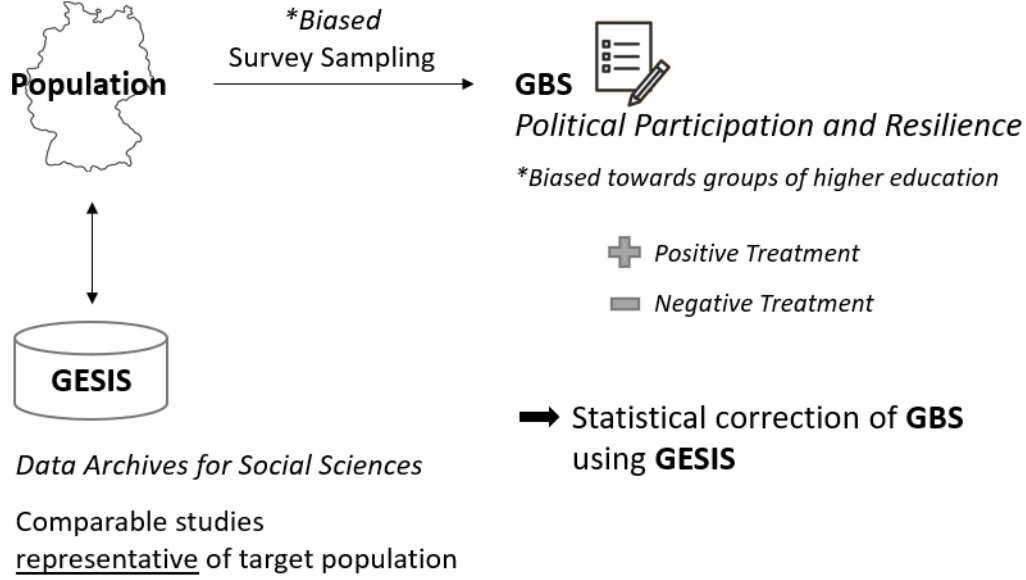 *Biased
Survey Sampling
Population
GBS
Political Participation and Resilience
*Biased towards groups of higher education
Positive Treatment
Negative Treatment
GESIS
Data Archives for Social Sciences
Comparable studies
representative of target population
Statistical correction of GBS
using GESIS